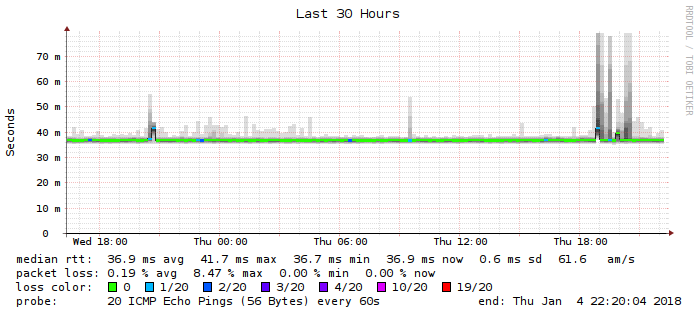 Last 30 Hours
RRDTOOL / TOBI OETIKER
Seconds
70 m
60 m
50 m
40 m
30 m
20 m
10 m
0
Wed 18:00 Thu 00:00 Thu 06:00 Thu 12:00 Thu 18:00
median rtt: 36.9 ms avg 41.7 ms max 36.7 ms min 36.9 ms now 0.6 ms sd 61.6 am/s
packet loss: 0.19 % avg 8.47 % max 0.00 % min 0.00 % now
loss color: 0 1/20 2/20 3/20 4/20 10/20 19/20
probe: 20 ICMP Echo Pings (56 Bytes) every 60s end: Thu Jan 4 22:20:04 2018